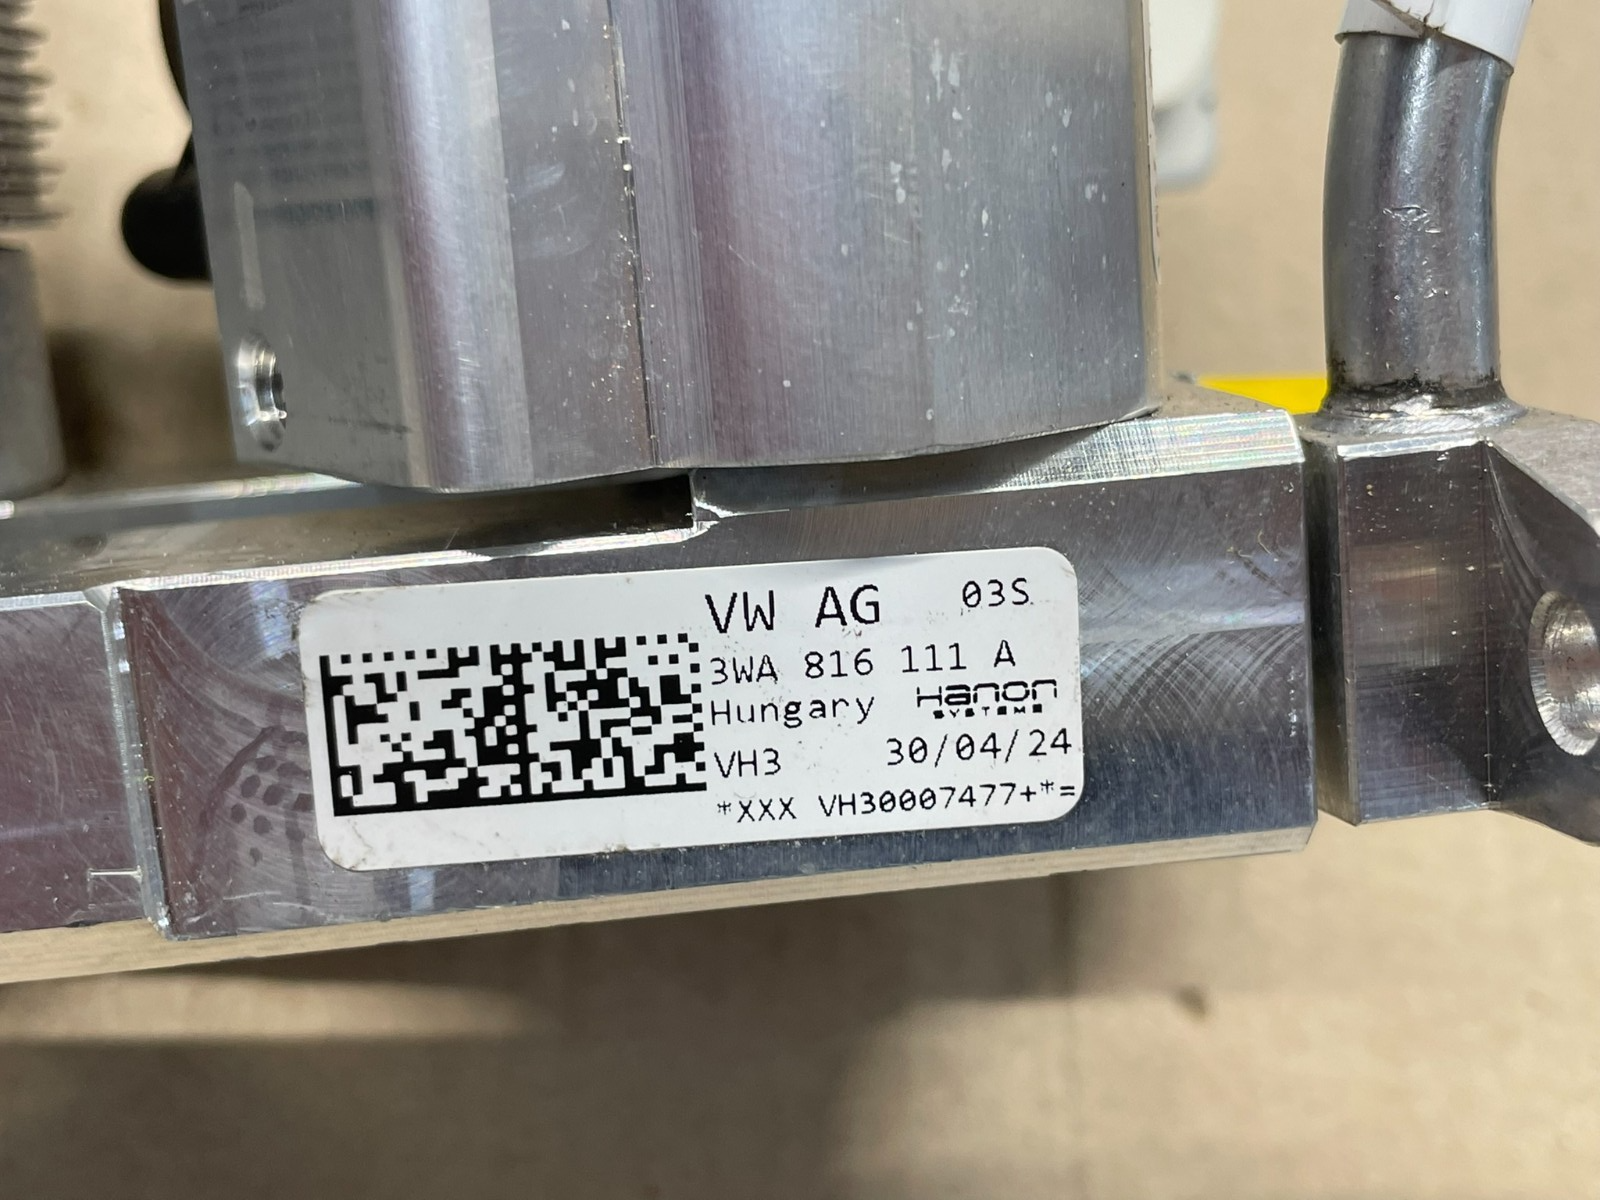 VW AG 03S
3WA 816 111 A
Hungary Hanon
SYSTEMS
VH3 30/04/24
*XXX VH30007477+*=